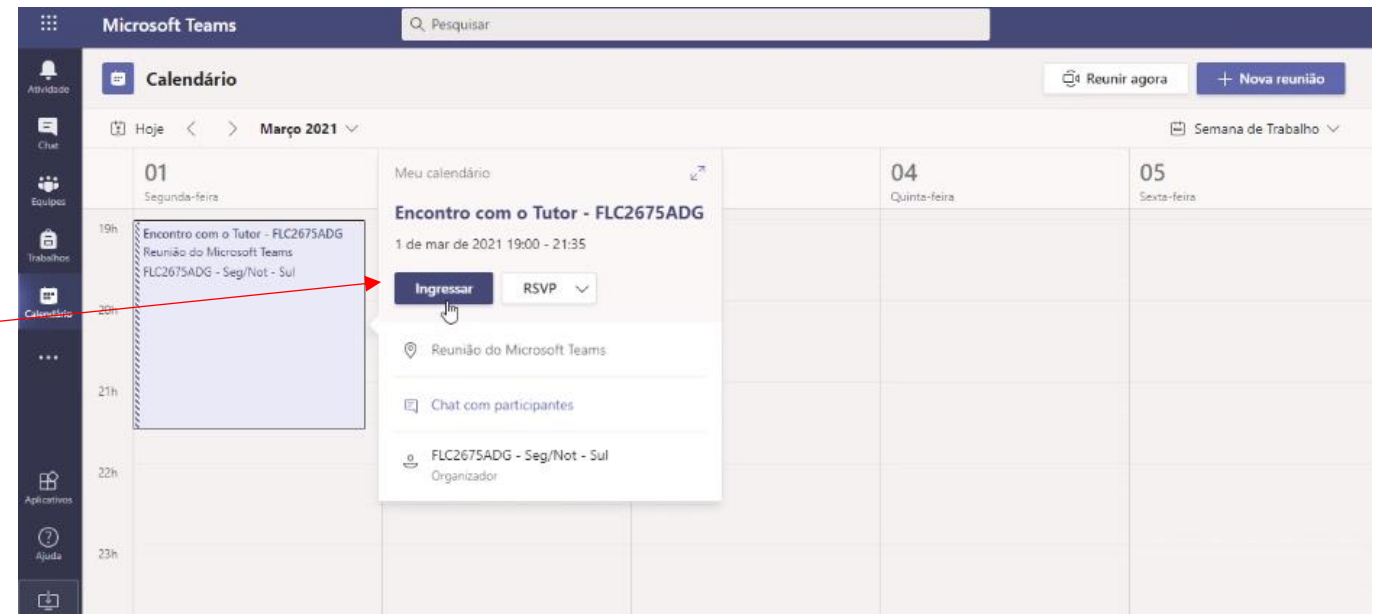 Microsoft Teams
Pesquisar
Atividade
Chat
Equipes
Trabalhos
Calendário
Aplicativos
Ajuda
Calendário
Reunir agora
+ Nova reunião
Hoje
Março 2021
Semana de Trabalho
01
Segunda-feira
04
Quinta-feira
05
Sexta-feira
19h
20h
21h
22h
23h
Encontro com o Tutor - FLC2675ADG
Reunião do Microsoft Teams
FLC2675ADG - Seg/Not - Sul
Meu calendário
Encontro com o Tutor - FLC2675ADG
1 de mar de 2021 19:00 - 21:35
Ingressar
RSVP
Reunião do Microsoft Teams
Chat com participantes
FLC2675ADG - Seg/Not - Sul
Organizador